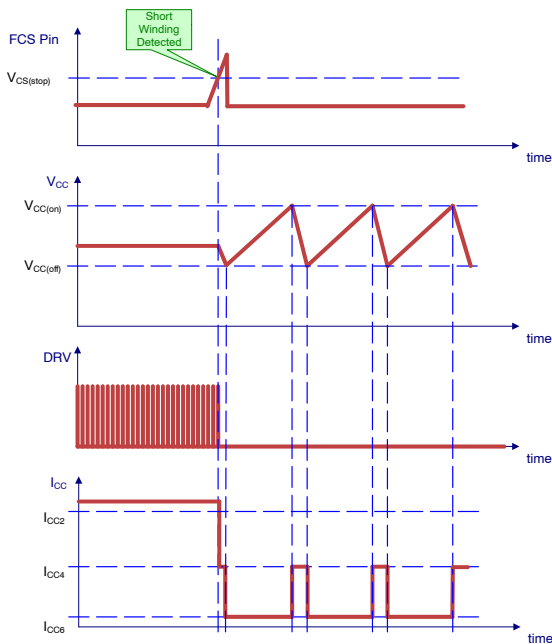 Short
Winding
Detected
FCS Pin
VCS(stop)
time
VCC
VCC(on)
VCC(off)
time
DRV
time
ICC
ICC2
ICC4
ICC6
time